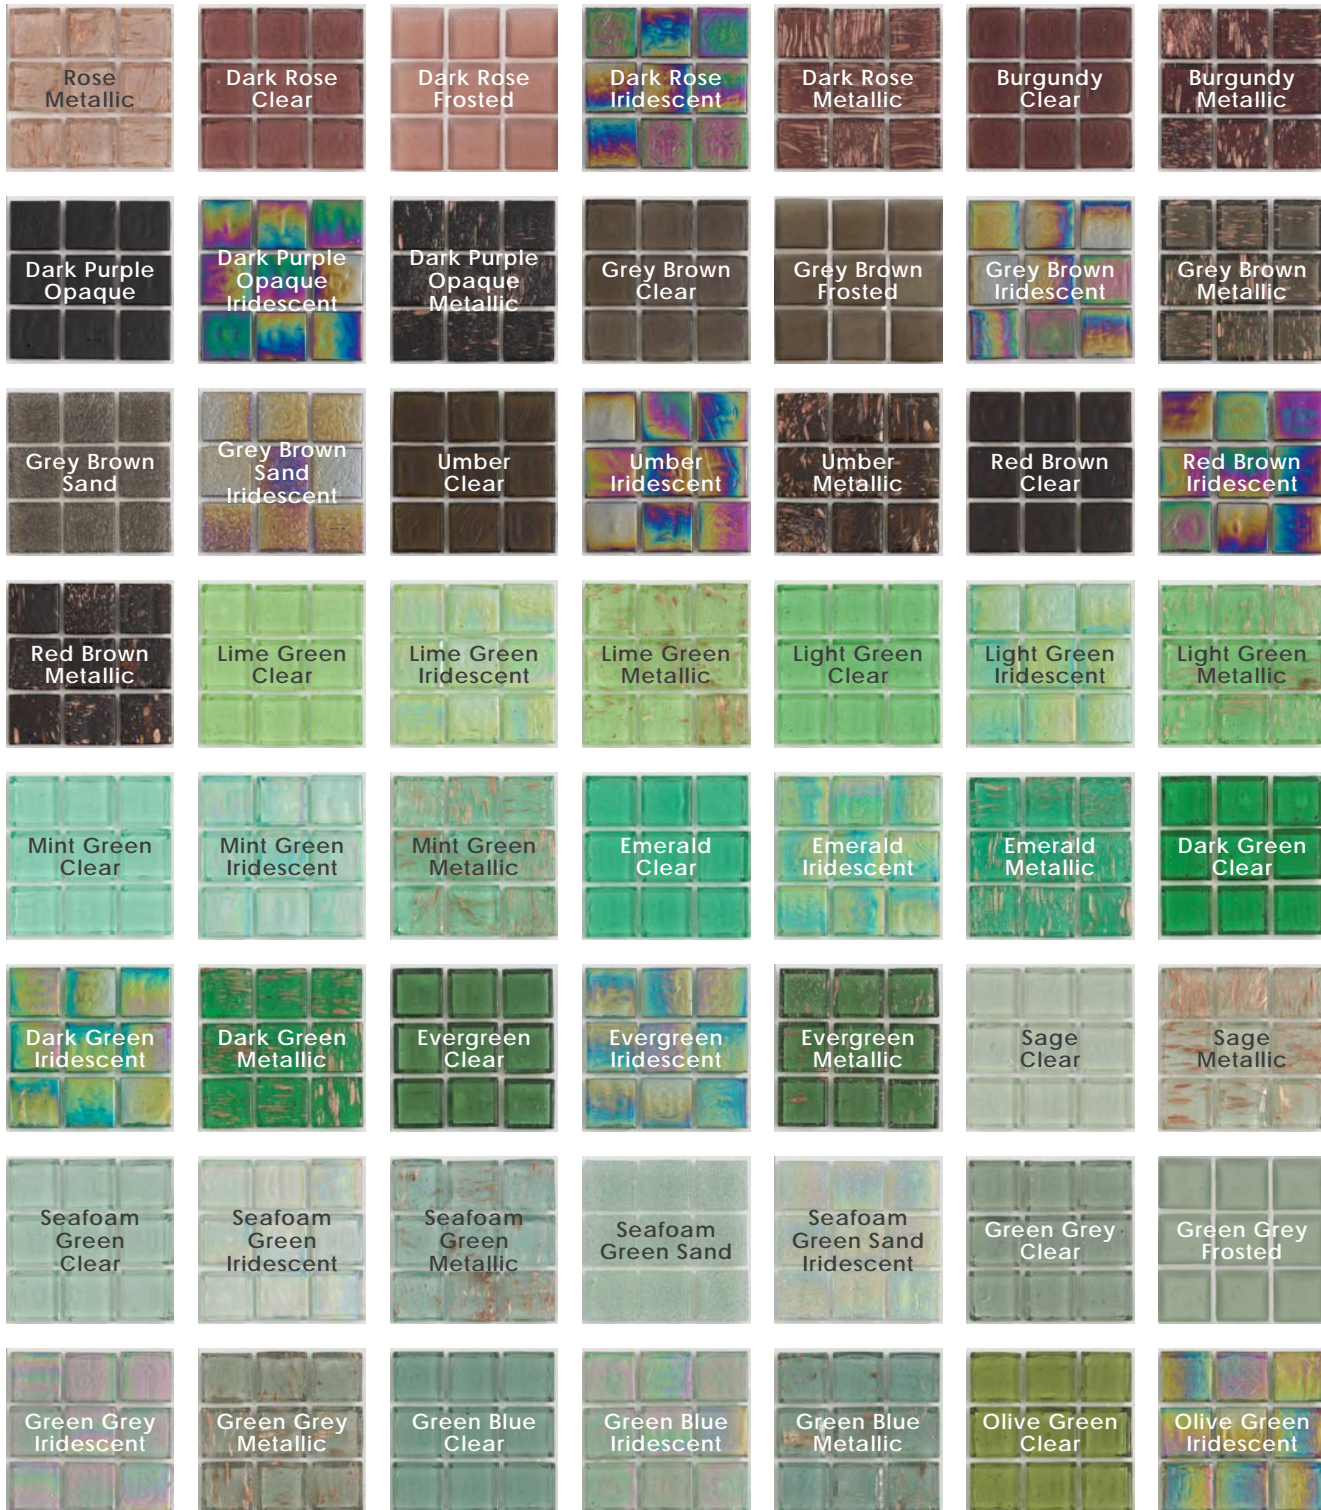 Rose
Metallic
Dark Rose
Clear
Dark Rose
Frosted
Dark Rose
Iridescent
Dark Rose
Metallic
Burgundy
Clear
Burgundy
Metallic
Dark Purple
Opaque
Dark Purple
Opaque
Iridescent
Dark Purple
Opaque
Metallic
Grey Brown
Clear
Grey Brown
Frosted
Grey Brown
Iridescent
Grey Brown
Metallic
Grey Brown
Sand
Grey Brown
Sand
Iridescent
Umber
Clear
Umber
Iridescent
Umber
Metallic
Red Brown
Clear
Red Brown
Iridescent
Red Brown
Metallic
Lime Green
Clear
Lime Green
Iridescent
Lime Green
Metallic
Light Green
Clear
Light Green
Iridescent
Light Green
Metallic
Mint Green
Clear
Mint Green
Iridescent
Mint Green
Metallic
Emerald
Clear
Emerald
Iridescent
Emerald
Metallic
Dark Green
Clear
Dark Green
Iridescent
Dark Green
Metallic
Evergreen
Clear
Evergreen
Iridescent
Evergreen
Metallic
Sage
Clear
Sage
Metallic
Seafoam
Green
Clear
Seafoam
Green
Iridescent
Seafoam
Green
Metallic
Seafoam
Green Sand
Seafoam
Green Sand
Iridescent
Green Grey
Clear
Green Grey
Frosted
Green Grey
Iridescent
Green Grey
Metallic
Green Blue
Clear
Green Blue
Iridescent
Green Blue
Metallic
Olive Green
Clear
Olive Green
Iridescent